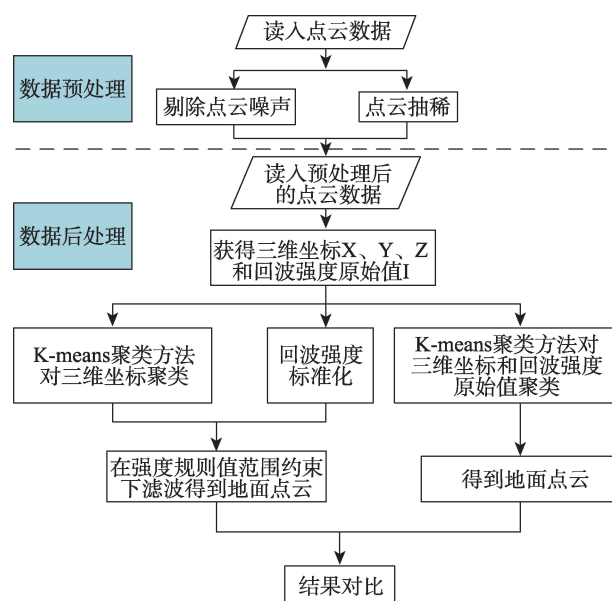 读入点云数据
数据预处理
剔除点云噪声
点云抽稀
读入预处理后
的点云数据
数据后处理
获得三维坐标X、Y、Z
和回波强度原始值I
K-means聚类方法
对三维坐标聚类
回波强度
标准化
K-means聚类方法对
三维坐标和回波强度
原始值聚类
在强度规则值范围约束
下滤波得到地面点云
得到地面点云
结果对比